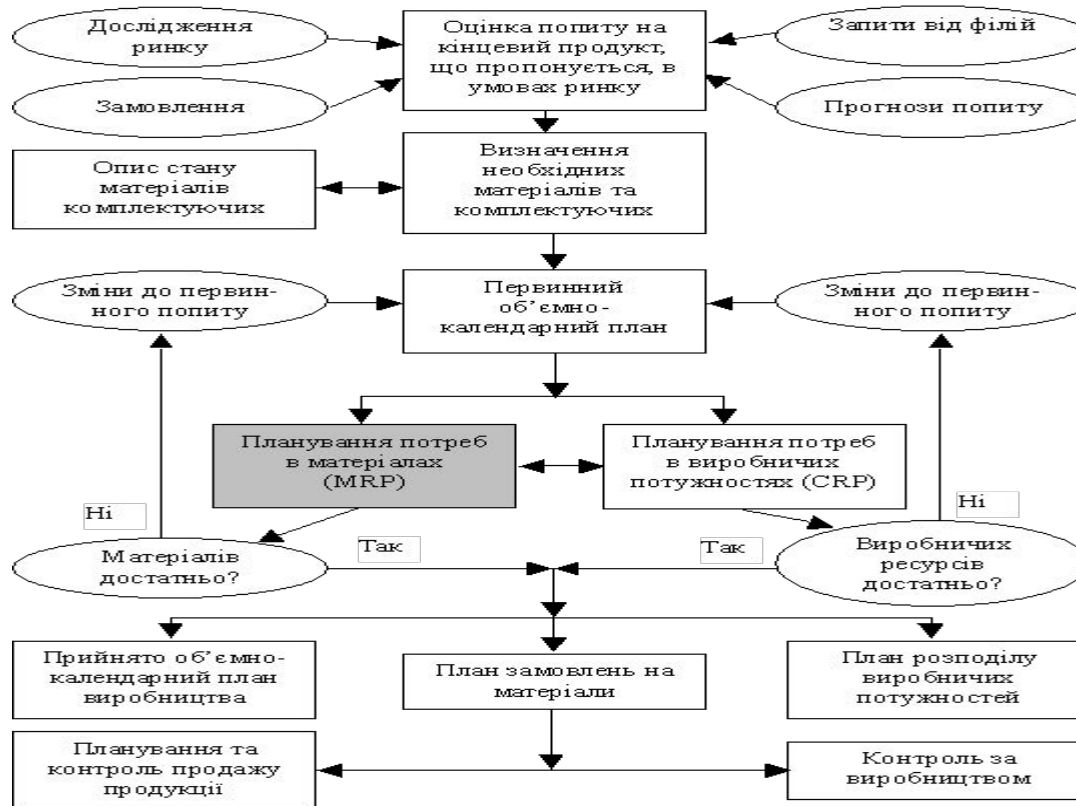 Дослідження
ринку
Оцінка попиту на
кінцевий продукт,
що пропонується, в
умовах ринку
Запити від філій
Замовлення
Прогнози попиту
Опис стану
матеріалів
комплектуючих
Визначення
необхідних
матеріалів та
комплектуючих
Зміни до первин-
ного попиту
Первинний
об’ємно-
календарний план
Зміни до первин-
ного попиту
Планування потреб
в матеріалах
(MRP)
Планування потреб
в виробничих
потужностях (CRP)
Ні
Ні
Матеріалів
достатньо?
Так
Так
Виробничих
ресурсів
достатньо?
Прийнято об’ємно-
календарний план
виробництва
План замовлень на
матеріали
План розподілу
виробничих
потужностей
Планування та
контроль продажу
продукції
Контроль за
виробництвом